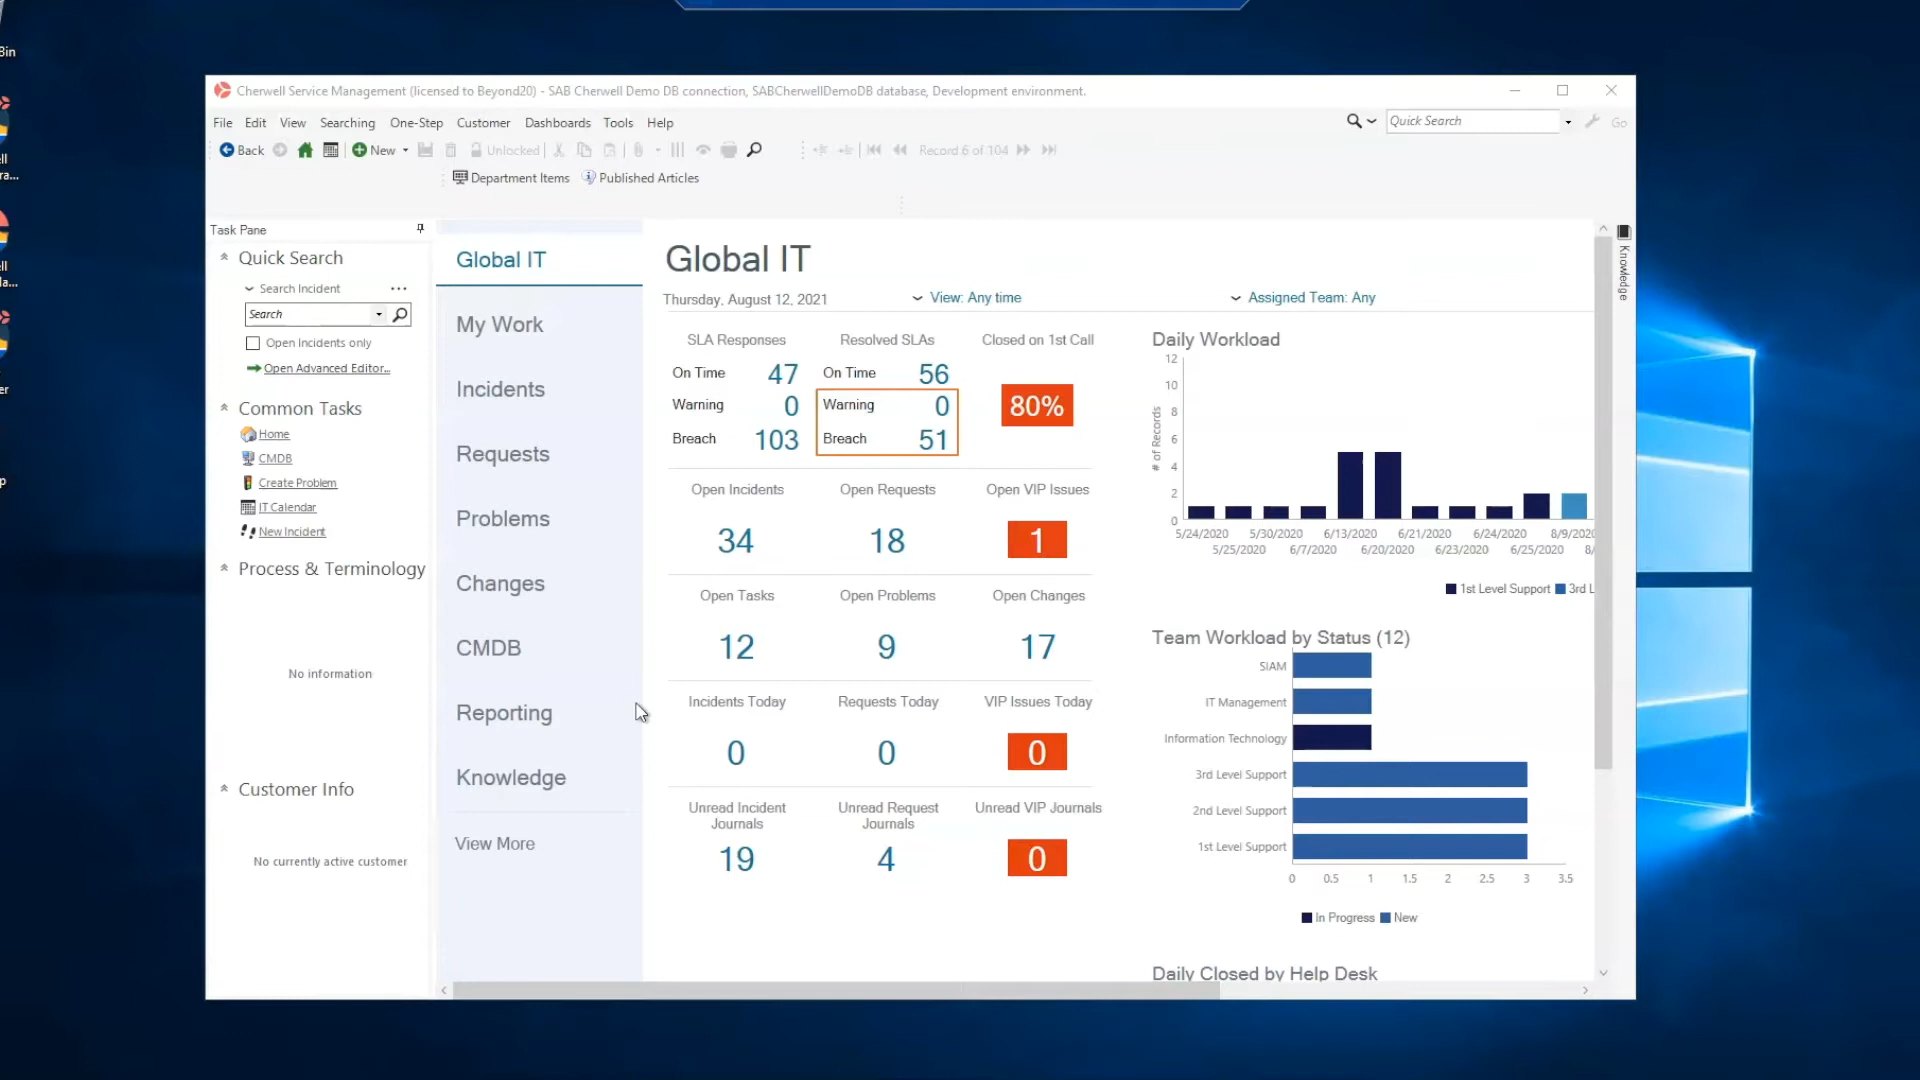 Bin
Cherwell Service Management (licensed to Beyond20) - SAB Cherwell Demo DB connection, SABCherwellDemoDB database, Development environment.
File Edit View Searching One-Step Customer Dashboards Tools Help
Quick Search
Go
Back
New
Unlocked
Record 6 of 104
Department Items
Published Articles
ell
ra...
ell
la...
er
p
Task Pane
Quick Search
Search Incident
...
Search
Open Incidents only
Open Advanced Editor...
Common Tasks
Home
CMDB
Create Problem
IT Calendar
New Incident
Process & Terminology
No information
Customer Info
No currently active customer
Global IT
My Work
Incidents
Requests
Problems
Changes
CMDB
Reporting
Knowledge
View More
Global IT
Thursday, August 12, 2021
View: Any time
Assigned Team: Any
SLA Responses
Resolved SLAs
Closed on 1st Call
On Time 47
On Time 56
Warning 0
Warning 0
80%
Breach 103
Breach 51
Open Incidents
Open Requests
Open VIP Issues
34
18
1
Open Tasks
Open Problems
Open Changes
12
9
17
Incidents Today
Requests Today
VIP Issues Today
0
0
0
Unread Incident
Journals
Unread Request
Journals
Unread VIP Journals
19
4
0
Daily Workload
# of Records
12
10
8
6
4
2
0
5/24/2020 5/30/2020 6/13/2020 6/21/2020 6/24/2020 8/9/2020
5/25/2020 6/7/2020 6/20/2020 6/23/2020 6/25/2020 8/
1st Level Support 3rd L
Team Workload by Status (12)
SIAM
IT Management
Information Technology
3rd Level Support
2nd Level Support
1st Level Support
0 0.5 1 1.5 2 2.5 3 3.5
In Progress New
Daily Closed by Help Desk
Knowledge